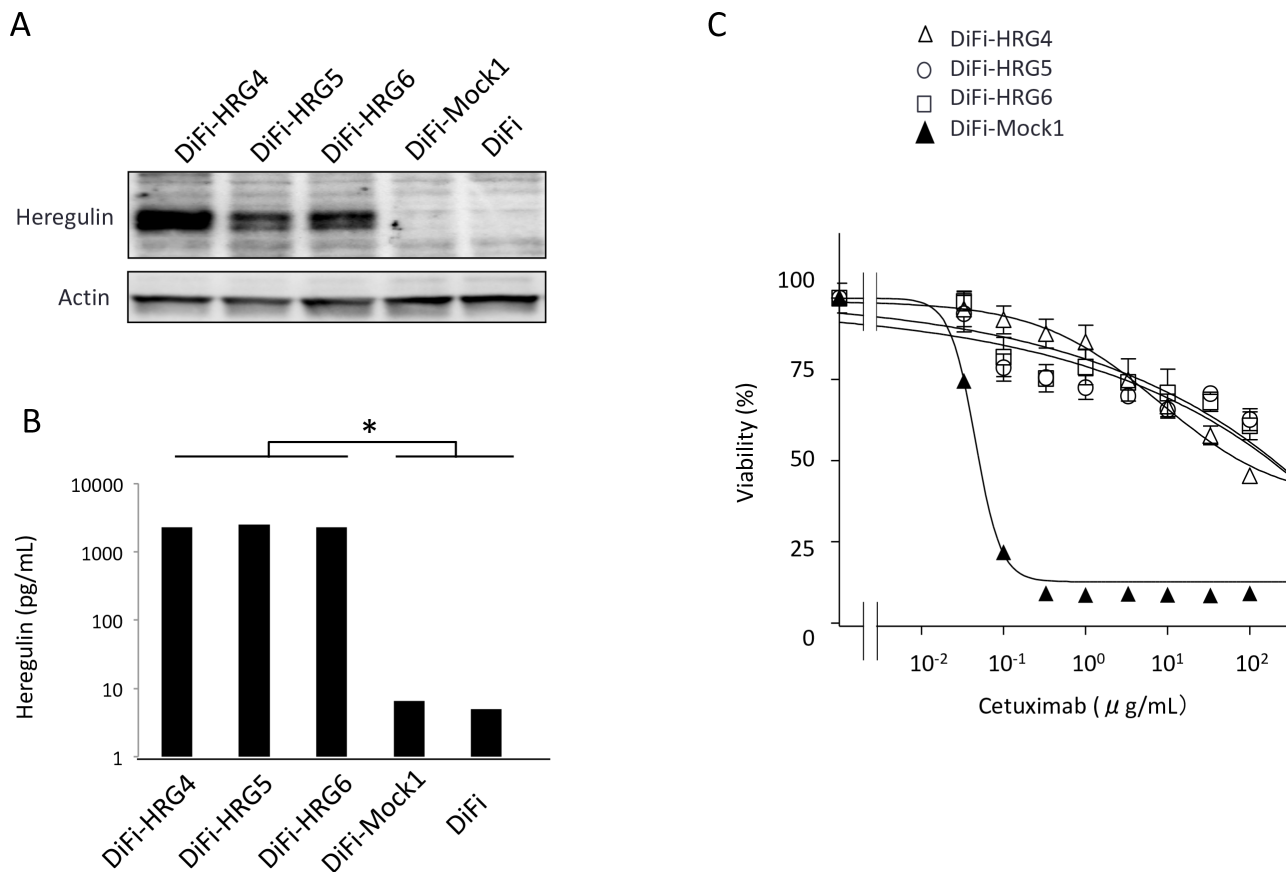 A
DiFi-HRG4
DiFi-HRG5
DiFi-HRG6
DiFi-Mock1
DiFi
Heregulin
Actin
B
*
Heregulin (pg/mL)
10000
1000
100
10
1
DiFi-HRG4
DiFi-HRG5
DiFi-HRG6
DiFi-Mock1
DiFi
C
DiFi-HRG4
DiFi-HRG5
DiFi-HRG6
DiFi-Mock1
Viability (%)
100
75
50
25
0
10⁻² 10⁻¹ 10⁰ 10¹ 10²
Cetuximab ( μ g/mL)